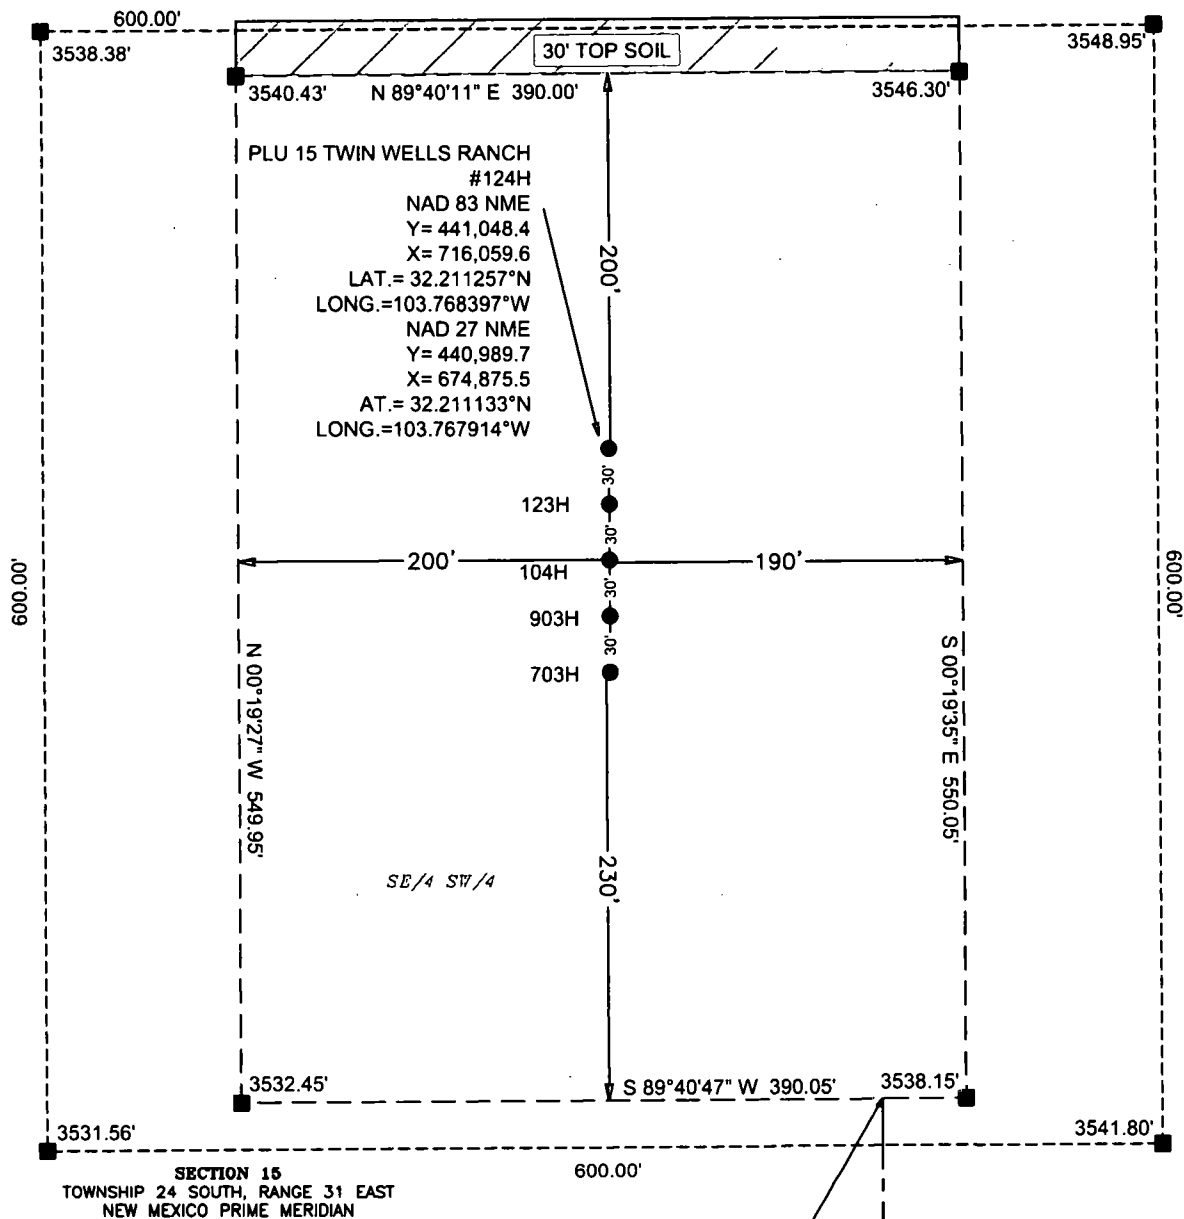 600.00'
3538.38'
3548.95'
30' TOP SOIL
3540.43'
N 89°40'11" E 390.00'
3546.30'
PLU 15 TWIN WELLS RANCH
#124H
NAD 83 NME
Y= 441,048.4
X= 716,059.6
LAT.= 32.211257°N
LONG.=103.768397°W
NAD 27 NME
Y= 440,989.7
X= 674,875.5
AT.= 32.211133°N
LONG.=103.767914°W
200'
30'
123H
30'
200'
190'
104H
30'
903H
30'
703H
600.00'
600.00'
N 00°19'27" W 549.95'
S 00°19'35" E 550.05'
230'
SE/4 SW/4
3532.45'
S 89°40'47" W 390.05'
3538.15'
3531.56'
3541.80'
600.00'
SECTION 15
TOWNSHIP 24 SOUTH, RANGE 31 EAST
NEW MEXICO PRIME MERIDIAN